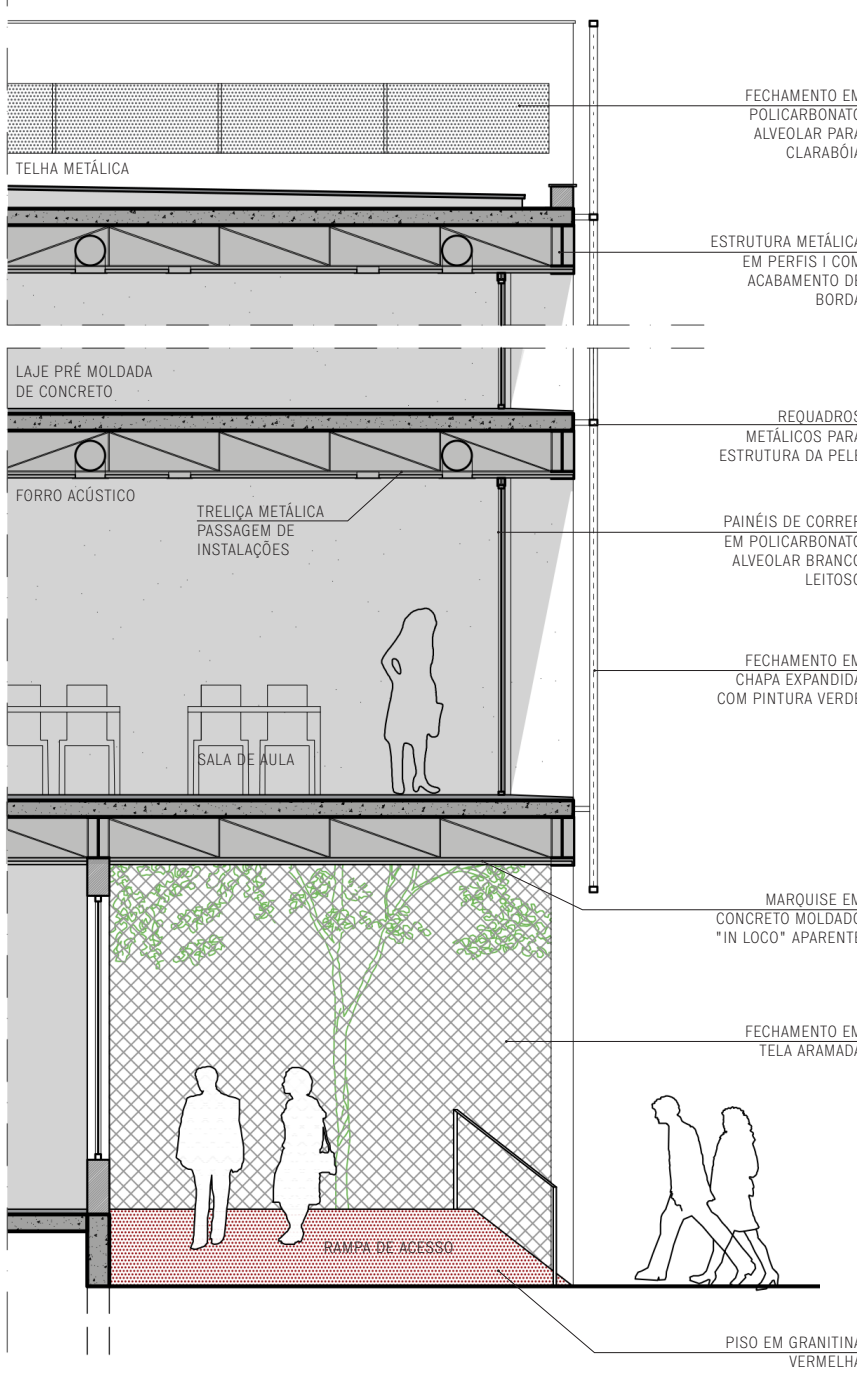 FECHAMENTO EM
POLICARBONATO
ALVEOLAR PARA
CLARABÓIA
TELHA METÁLICA
ESTRUTURA METÁLICA
EM PERFIS I COM
ACABAMENTO DE
BORDA
LAJE PRÉ MOLDADA
DE CONCRETO
REQUADROS
METÁLICOS PARA
ESTRUTURA DA PELE
FORRO ACÚSTICO
TRELIÇA METÁLICA
PASSAGEM DE
INSTALAÇÕES
PAINÉIS DE CORRER
EM POLICARBONATO
ALVEOLAR BRANCO
LEITOSO
FECHAMENTO EM
CHAPA EXPANDIDA
COM PINTURA VERDE
SALA DE AULA
MARQUISE EM
CONCRETO MOLDADO
"IN LOCO" APARENTE
FECHAMENTO EM
TELA ARAMADA
RAMPA DE ACESSO
PISO EM GRANITINA
VERMELHA